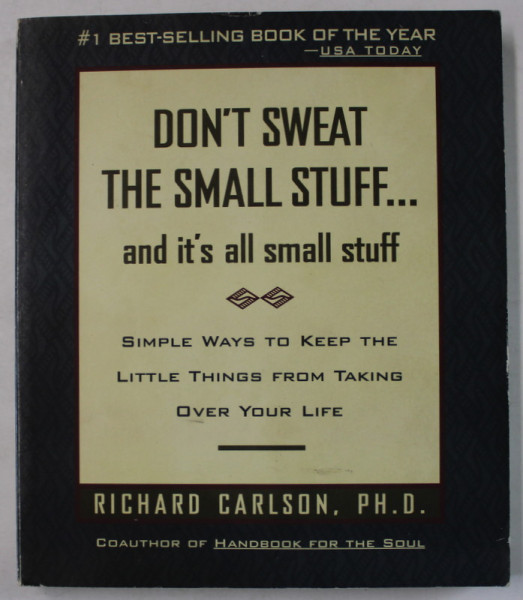 #1 BEST-SELLING BOOK OF THE YEAR
—USA TODAY
DON'T SWEAT
THE SMALL STUFF...
and it's all small stuff
SIMPLE WAYS TO KEEP THE
LITTLE THINGS FROM TAKING
OVER YOUR LIFE
RICHARD CARLSON, PH.D.
COAUTHOR OF HANDBOOK FOR THE SOUL